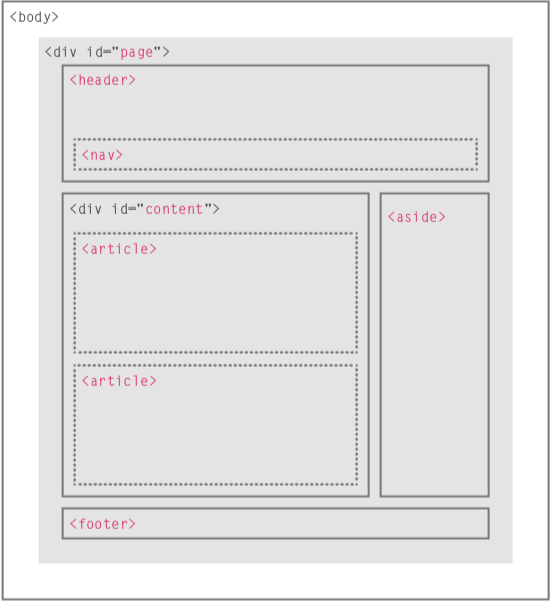 <body>
<div id="page">
<header>
<nav>
<div id="content">
<aside>
<article>
<article>
<footer>